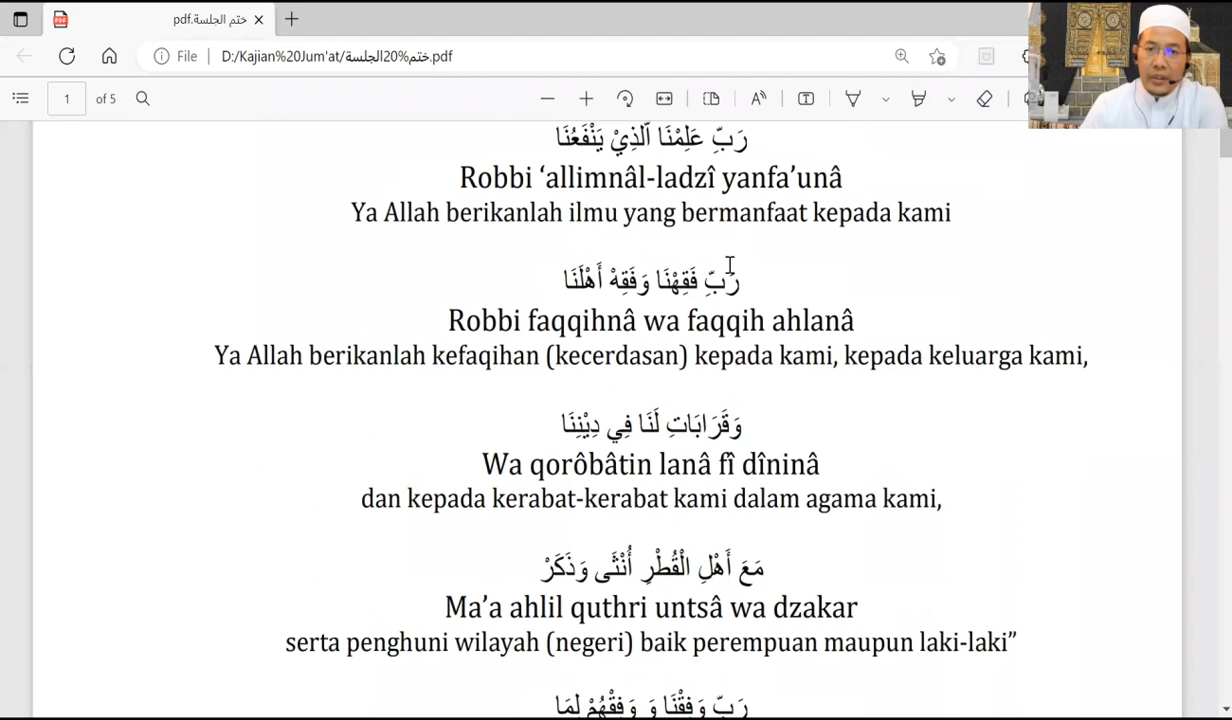 ختم الجلسة.pdf
File D:/Kajian%20Jum'at/ختم%20الجلسة.pdf
1 of 5
رَبِّ عَلِمْنَا الَّذِيْ يَنْفَعُنَا
Robbi ‘allimnâl-ladzî yanfa’unâ
Ya Allah berikanlah ilmu yang bermanfaat kepada kami
رَبِّ فَقِهْنَا وَفَقِهْ أَهْلَنَا
Robbi faqqihnâ wa faqqih ahlanâ
Ya Allah berikanlah kefaqihan (kecerdasan) kepada kami, kepada keluarga kami,
وَقَرَابَاتِ لَنَا فِي دِيْنِنَا
Wa qorôbâtin lanâ fî dîninâ
dan kepada kerabat-kerabat kami dalam agama kami,
مَعَ أَهْلِ الْقُطْرِ أُنْثَى وَذَكَرْ
Ma’a ahlil quthri untsâ wa dzakar
serta penghuni wilayah (negeri) baik perempuan maupun laki-laki”
رَبِّ وَفِقْنَا وَ وَفِقْهُمْ لِمَا